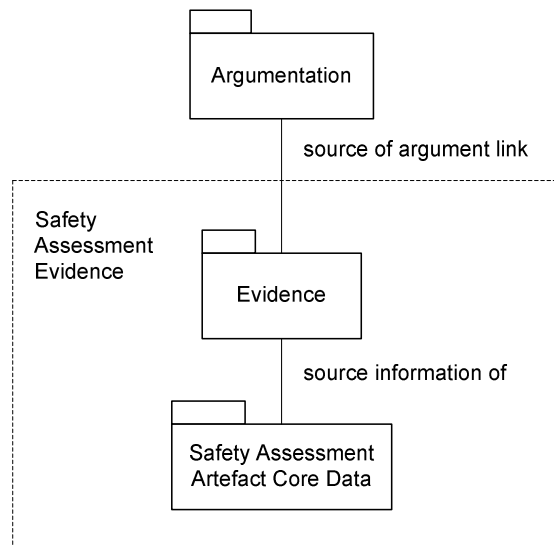 Argumentation
source of argument link
Safety
Assessment
Evidence
Evidence
source information of
Safety Assessment
Artefact Core Data